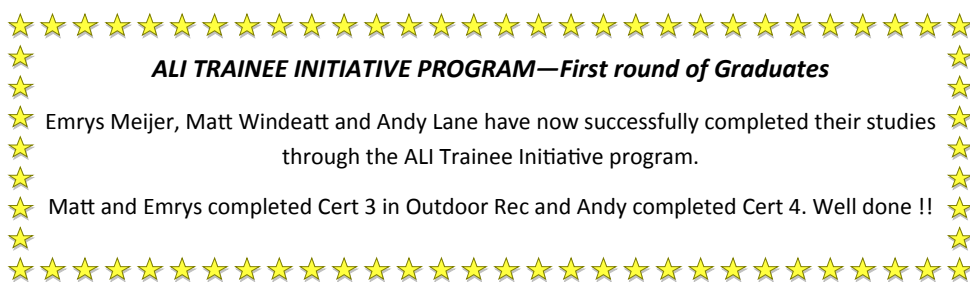 ALI TRAINEE INITIATIVE PROGRAM—First round of Graduates
Emrys Meijer, Matt Windeatt and Andy Lane have now successfully completed their studies
through the ALI Trainee Initiative program.
Matt and Emrys completed Cert 3 in Outdoor Rec and Andy completed Cert 4. Well done !!